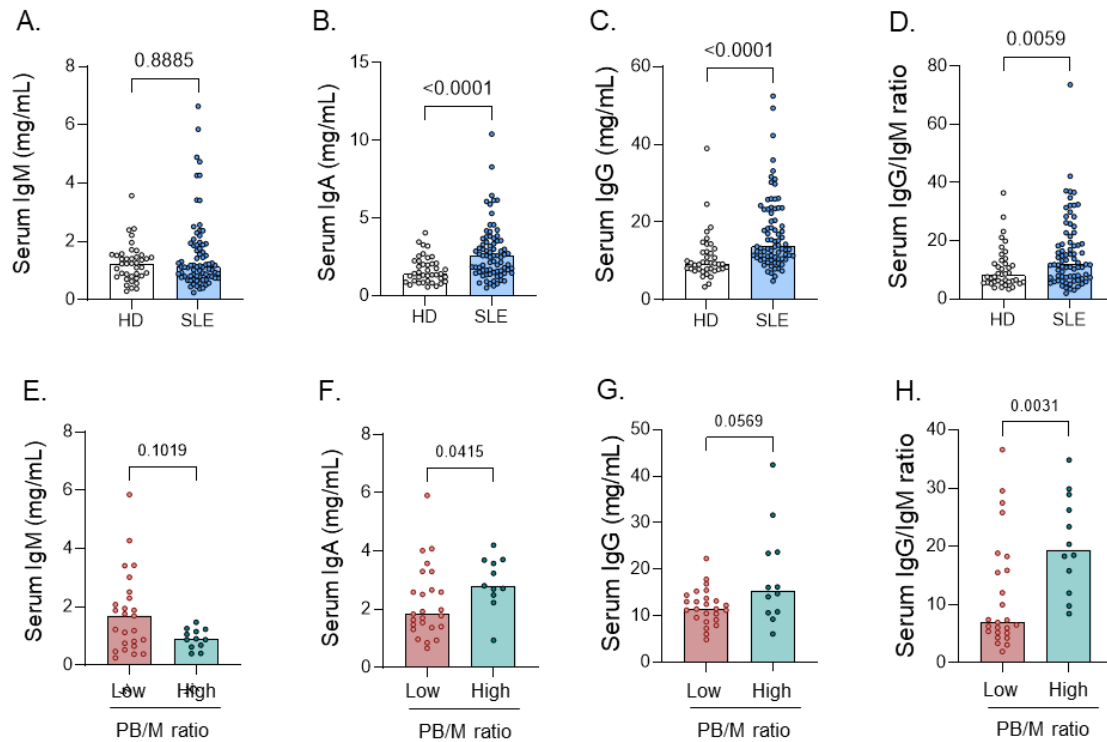 A.
0.8885
Serum IgM (mg/mL)
8
6
4
2
0
HD SLE
B.
<0.0001
Serum IgA (mg/mL)
15
10
5
0
HD SLE
C.
<0.0001
Serum IgG (mg/mL)
60
40
20
0
HD SLE
D.
0.0059
Serum IgG/IgM ratio
80
60
40
20
0
HD SLE
E.
0.1019
Serum IgM (mg/mL)
8
6
4
2
0
Low High
PB/M ratio
F.
0.0415
Serum IgA (mg/mL)
8
6
4
2
0
Low High
PB/M ratio
G.
0.0569
Serum IgG (mg/mL)
50
40
30
20
10
0
Low High
PB/M ratio
H.
0.0031
Serum IgG/IgM ratio
40
30
20
10
0
Low High
PB/M ratio